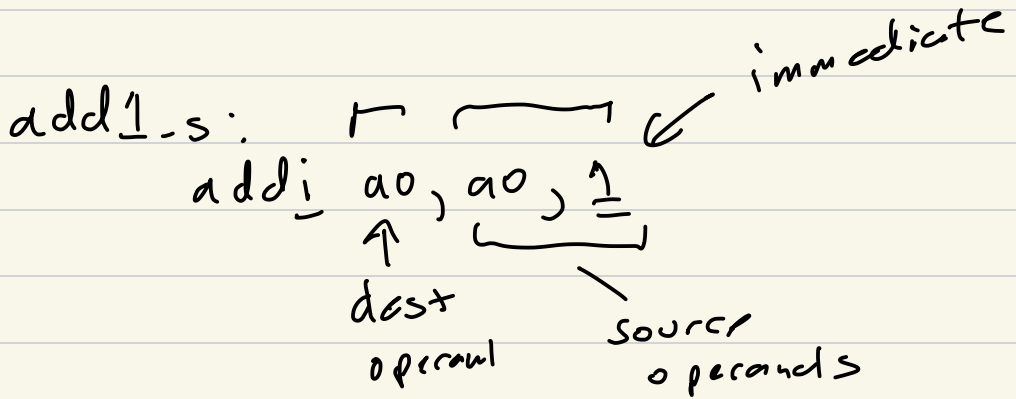 immediate
add1_s:
addi a0, a0, 1
dest
operand
source
operands